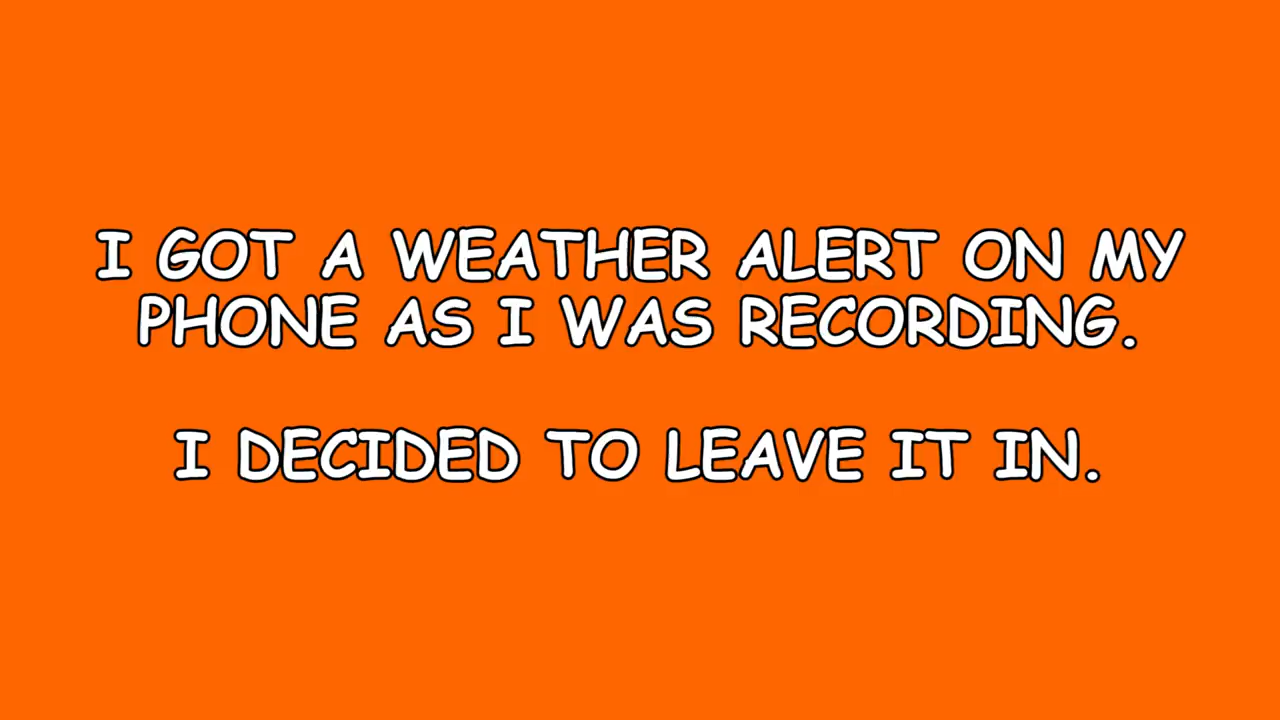 I GOT A WEATHER ALERT ON MY
PHONE AS I WAS RECORDING.
I DECIDED TO LEAVE IT IN.